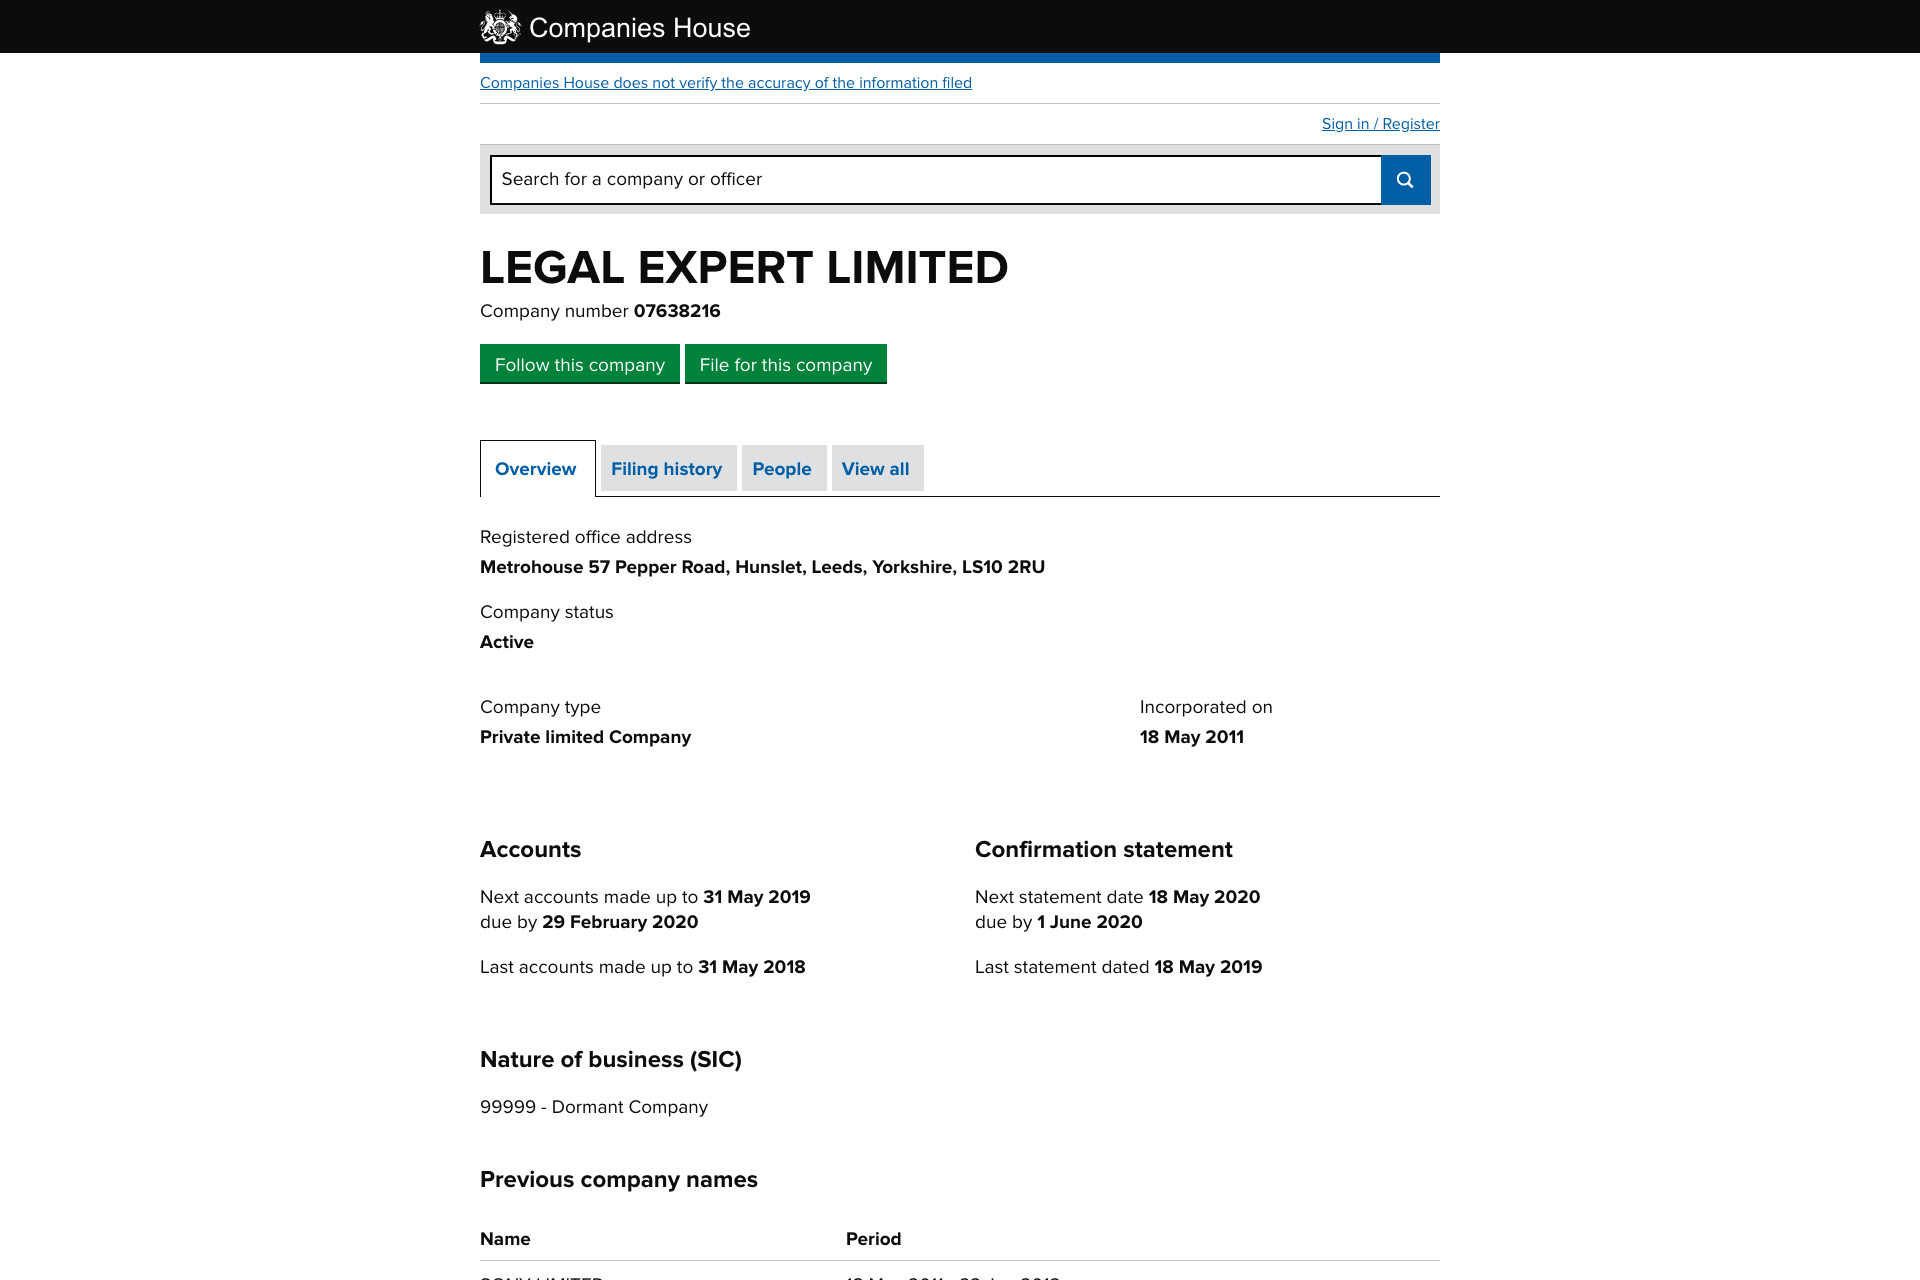 Companies House
Companies House does not verify the accuracy of the information filed
Sign in / Register
Search for a company or officer
LEGAL EXPERT LIMITED
Company number 07638216
Follow this company File for this company
Overview Filing history People View all
Registered office address
Metrohouse 57 Pepper Road, Hunslet, Leeds, Yorkshire, LS10 2RU
Company status
Active
Company type Incorporated on
Private limited Company 18 May 2011
Accounts Confirmation statement
Next accounts made up to 31 May 2019 Next statement date 18 May 2020
due by 29 February 2020 due by 1 June 2020
Last accounts made up to 31 May 2018 Last statement dated 18 May 2019
Nature of business (SIC)
99999 - Dormant Company
Previous company names
Name Period